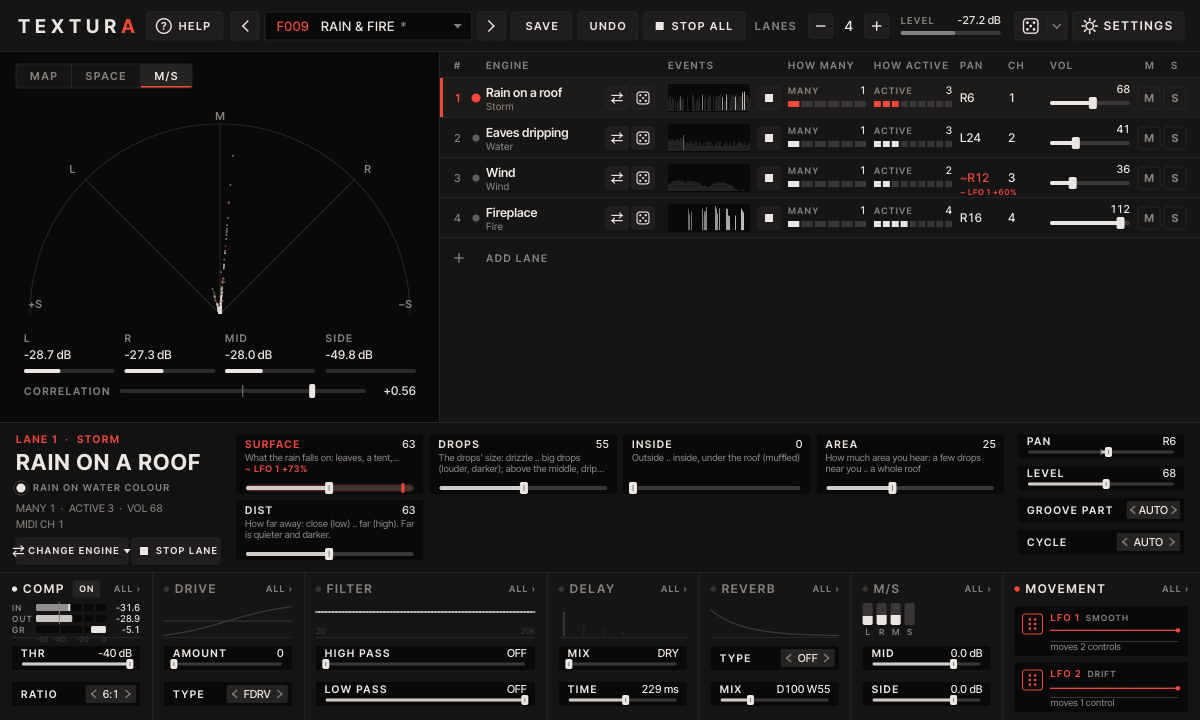 TEXTURA ? HELP F009 RAIN & FIRE * SAVE UNDO STOP ALL LANES − 4 + LEVEL -27.2 dB SETTINGS
MAP SPACE M/S
M
L R
+S −S
L R MID SIDE
-28.7 dB -27.3 dB -28.0 dB -49.8 dB
CORRELATION +0.56
# ENGINE EVENTS HOW MANY HOW ACTIVE PAN CH VOL M S
1 Rain on a roof MANY 1 ACTIVE 3 R6 1 68 M S
Storm
2 Eaves dripping MANY 1 ACTIVE 3 L24 2 41 M S
Water
3 Wind MANY 1 ACTIVE 2 ~R12 3 36 M S
Wind ~ LFO 1 +60%
4 Fireplace MANY 1 ACTIVE 4 R16 4 112 M S
Fire
+ ADD LANE
LANE 1 · STORM
RAIN ON A ROOF
RAIN ON WATER COLOUR
MANY 1 · ACTIVE 3 · VOL 68
MIDI CH 1
CHANGE ENGINE STOP LANE
SURFACE 63
What the rain falls on: leaves, a tent,...
~ LFO 1 +73%
DROPS 55
The drops' size: drizzle .. big drops
(louder, darker); above the middle, drip...
INSIDE 0
Outside .. inside, under the roof (muffled)
AREA 25
How much area you hear: a few drops
near you .. a whole roof
DIST 63
How far away: close (low) .. far (high). Far
is quieter and darker.
PAN R6
LEVEL 68
GROOVE PART < AUTO >
CYCLE < AUTO >
COMP ON ALL ›
IN -31.6
OUT -28.9
GR -5.1
-60 -40 -20 0
THR -40 dB
RATIO < 6:1 >
DRIVE ALL ›
AMOUNT 0
TYPE < FDRV >
FILTER ALL ›
20 20k
HIGH PASS OFF
LOW PASS OFF
DELAY ALL ›
MIX DRY
TIME 229 ms
REVERB ALL ›
TYPE < OFF >
MIX D100 W55
M/S ALL ›
L R M S
MID 0.0 dB
SIDE 0.0 dB
MOVEMENT ALL ›
LFO 1 SMOOTH
moves 2 controls
LFO 2 DRIFT
moves 1 control